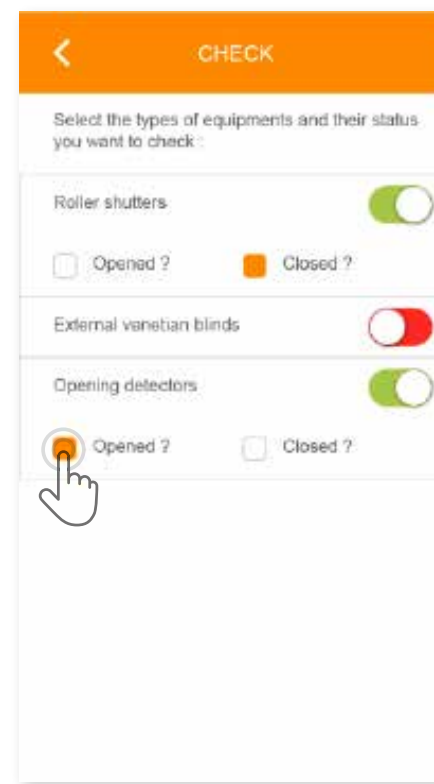 CHECK
Select the types of equipments and their status
you want to check :
Roller shutters
Opened ? Closed ?
External venetian blinds
Opening detectors
Opened ? Closed ?